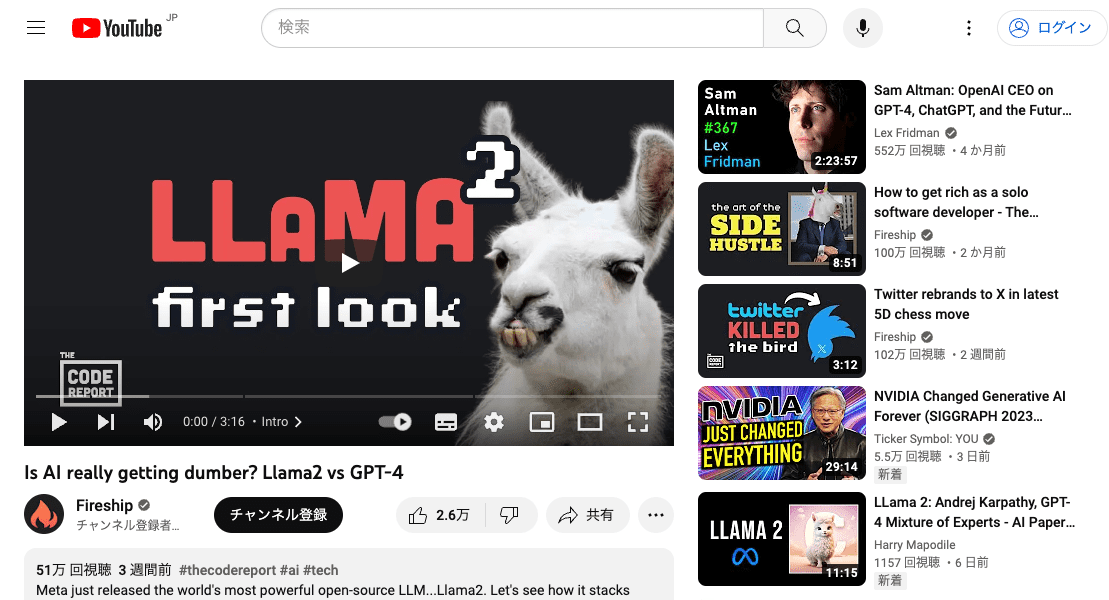 YouTube JP
検索
ログイン
LLaMA 2
first look
THE
CODE
REPORT
0:00 / 3:16 ・ Intro
Is AI really getting dumber? Llama2 vs GPT-4
Fireship
チャンネル登録者...
チャンネル登録
2.6万
共有
51万 回視聴 3 週間前 #thecodereport #ai #tech
Meta just released the world's most powerful open-source LLM...Llama2. Let's see how it stacks
Sam
Altman
#367
Lex
Fridman
2:23:57
Sam Altman: OpenAI CEO on
GPT-4, ChatGPT, and the Futur...
Lex Fridman
552万 回視聴 ・4 か月前
the art of the
SIDE
HUSTLE
8:51
How to get rich as a solo
software developer - The...
Fireship
100万 回視聴 ・2 か月前
twitter
KILLED
the bird
X
THE
CODE
REPORT
3:12
Twitter rebrands to X in latest
5D chess move
Fireship
102万 回視聴 ・2 週間前
NVIDIA
JUST CHANGED
EVERYTHING
29:14
NVIDIA Changed Generative AI
Forever (SIGGRAPH 2023...
Ticker Symbol: YOU
5.5万 回視聴 ・3 日前
新着
LLAMA 2
11:15
LLama 2: Andrej Karpathy, GPT-
4 Mixture of Experts - AI Paper...
Harry Mapodile
1157 回視聴 ・6 日前
新着